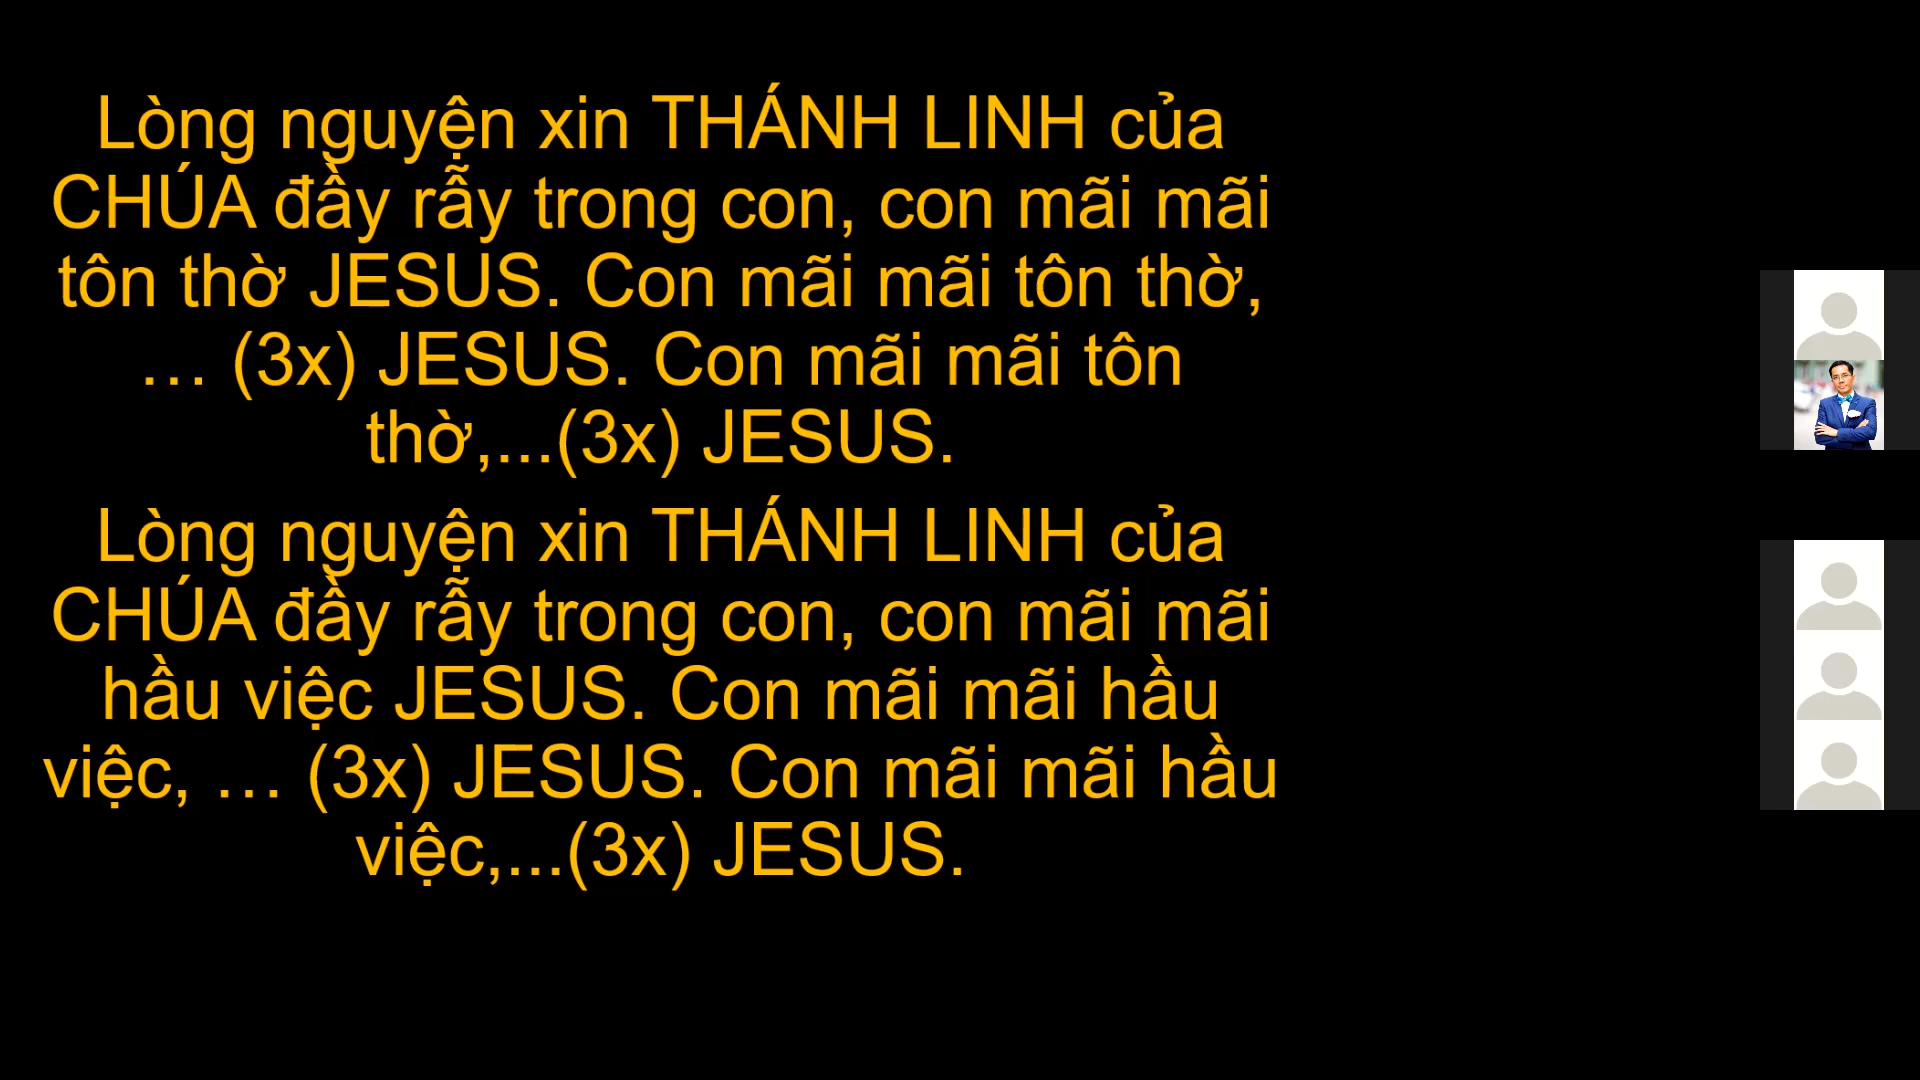 Lòng nguyện xin THÁNH LINH của
CHÚA đầy rẫy trong con, con mãi mãi
tôn thờ JESUS. Con mãi mãi tôn thờ,
… (3x) JESUS. Con mãi mãi tôn
thờ,...(3x) JESUS.
Lòng nguyện xin THÁNH LINH của
CHÚA đầy rẫy trong con, con mãi mãi
hầu việc JESUS. Con mãi mãi hầu
việc, … (3x) JESUS. Con mãi mãi hầu
việc,...(3x) JESUS.